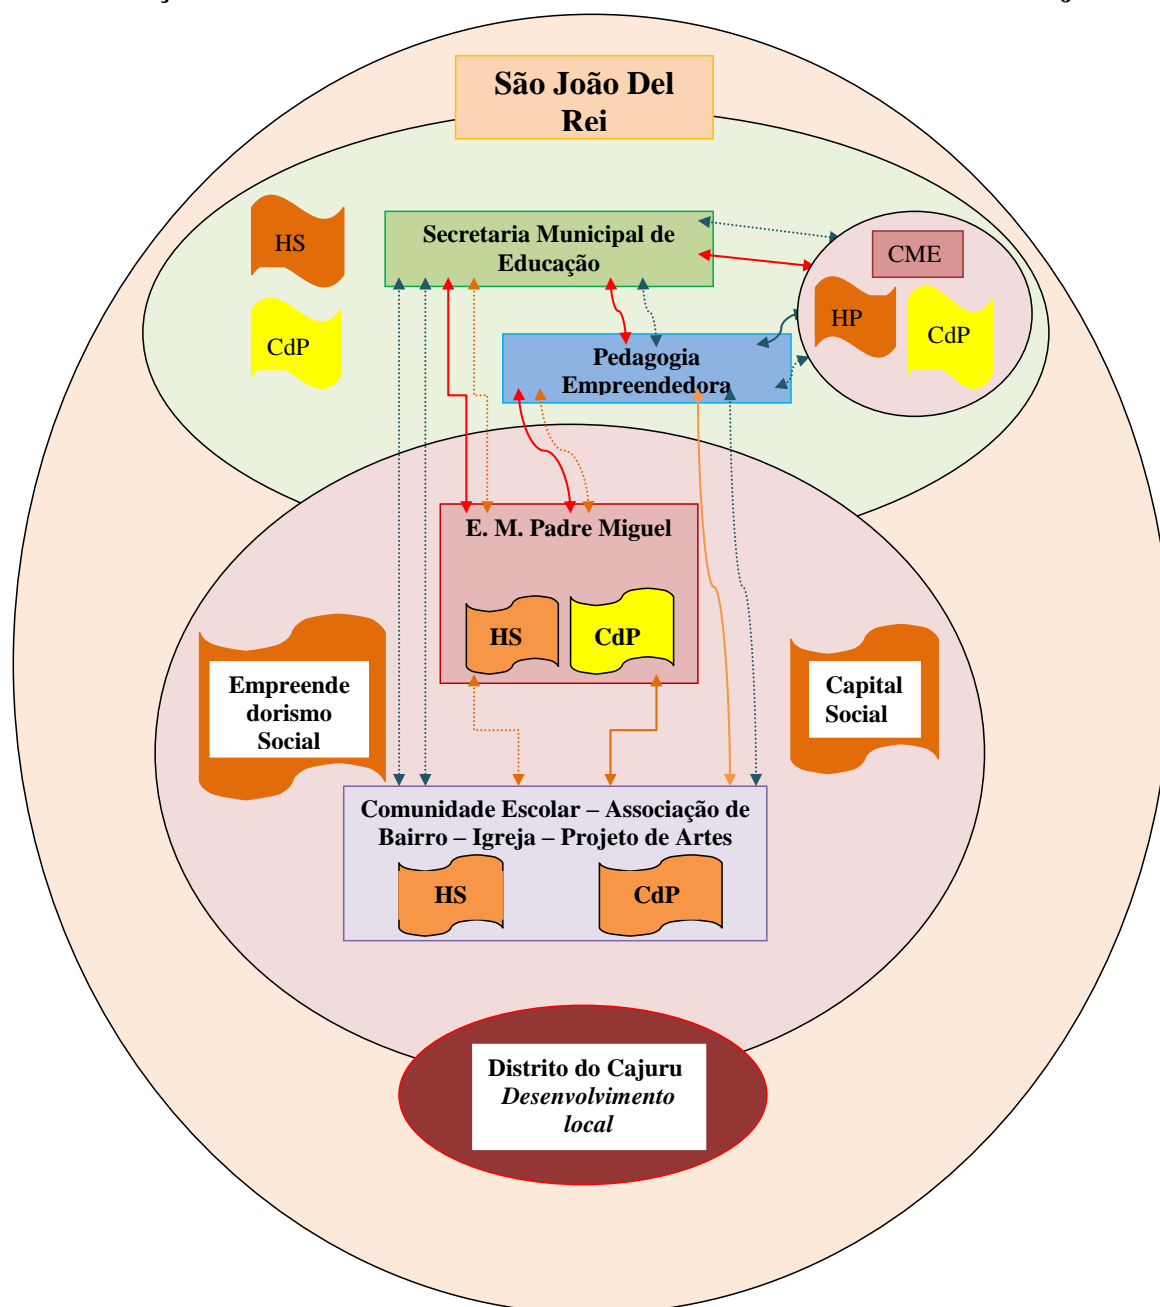 São João Del
Rei
HS
Secretaria Municipal de
Educação
CME
CdP
HP
CdP
Pedagogia
Empreendedora
E. M. Padre Miguel
HS
CdP
Empreende
dorismo
Social
Capital
Social
Comunidade Escolar – Associação de
Bairro – Igreja – Projeto de Artes
HS
CdP
Distrito do Cajuru
Desenvolvimento
local